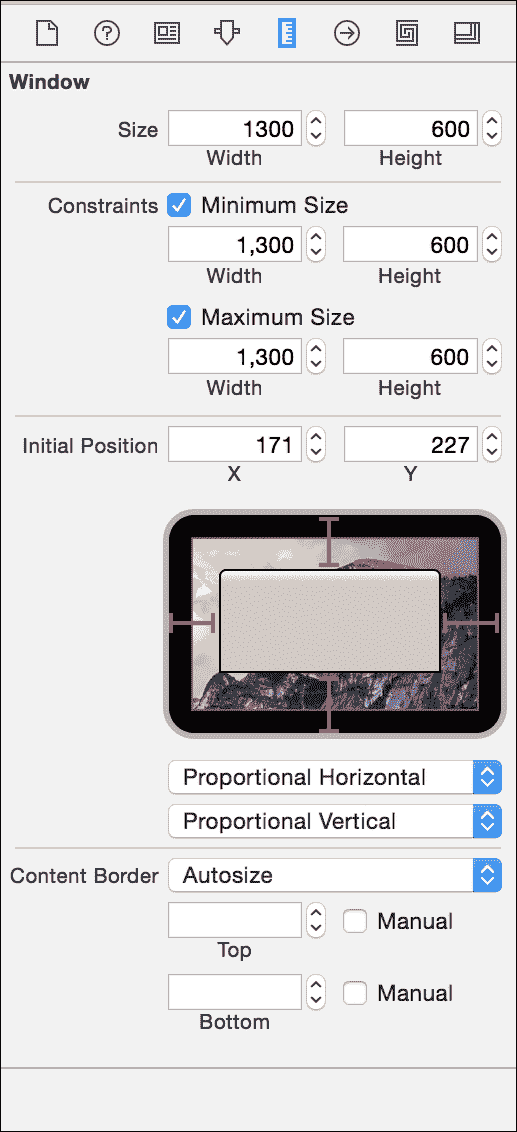 Window
Size 1300 600
Width Height
Constraints Minimum Size
1,300 600
Width Height
Maximum Size
1,300 600
Width Height
Initial Position 171 227
X Y
Proportional Horizontal
Proportional Vertical
Content Border Autosize
Manual
Top
Manual
Bottom